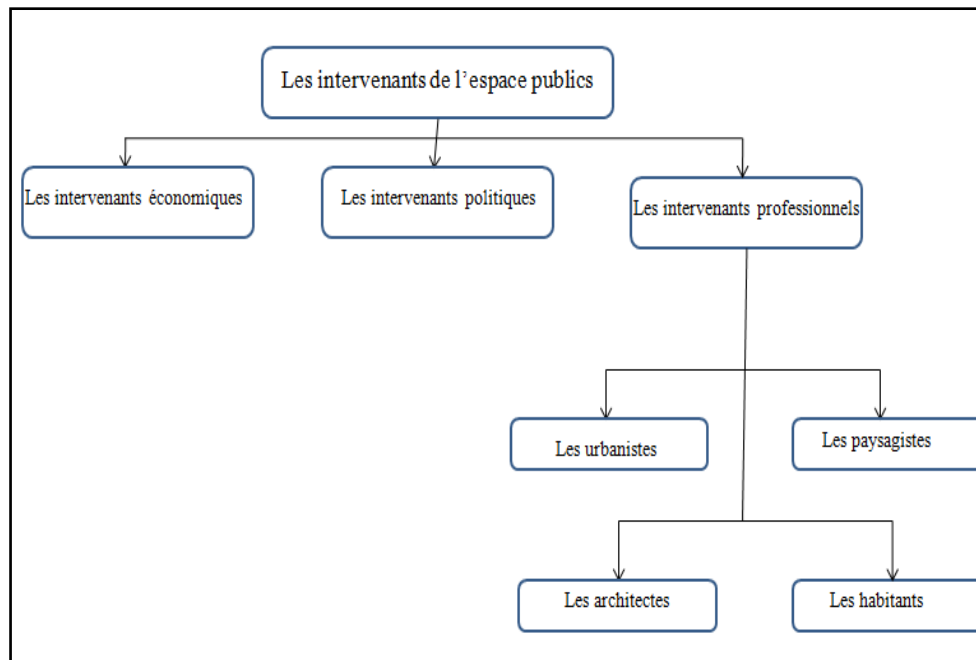 Les intervenants de l’espace publics
Les intervenants économiques
Les intervenants politiques
Les intervenants professionnels
Les urbanistes
Les paysagistes
Les architectes
Les habitants